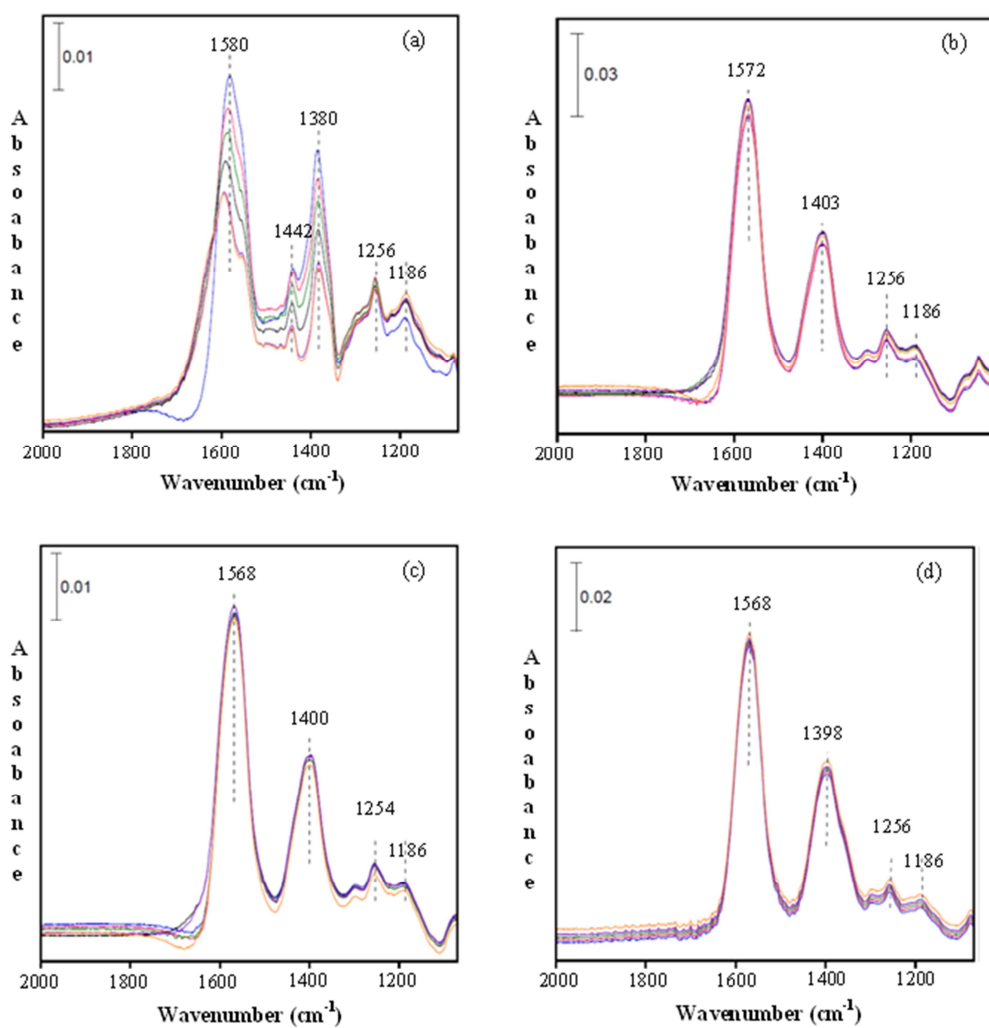 (a)
0.01
1580
1380
1442
1256
1186
A
b
s
o
a
b
a
n
c
e
2000 1800 1600 1400 1200
Wavenumber (cm-1)
(b)
0.03
1572
1403
1256
1186
A
b
s
o
a
b
a
n
c
e
2000 1800 1600 1400 1200
Wavenumber (cm-1)
(c)
0.01
1568
1400
1254
1186
A
b
s
o
a
b
a
n
c
e
2000 1800 1600 1400 1200
Wavenumber (cm-1)
(d)
0.02
1568
1398
1256
1186
A
b
s
o
a
b
a
n
c
e
2000 1800 1600 1400 1200
Wavenumber (cm-1)